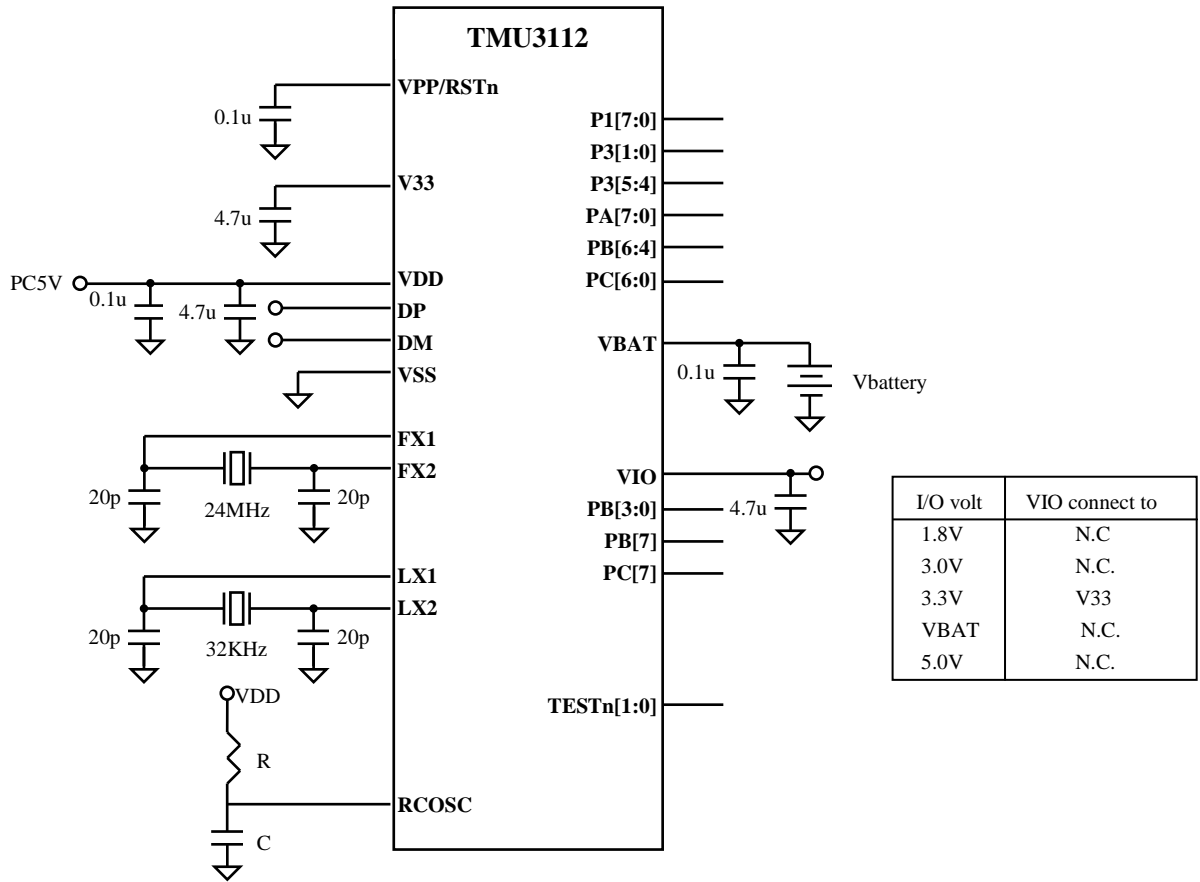 TMU3112
VPP/RSTn
0.1u
P1[7:0]
P3[1:0]
V33
P3[5:4]
4.7u
PA[7:0]
PB[6:4]
PC[6:0]
PC5V
VDD
0.1u
4.7u
DP
DM
VBAT
VSS
0.1u
Vbattery
FX1
FX2
VIO
20p
24MHz
20p
PB[3:0]
4.7u
PB[7]
PC[7]
LX1
LX2
20p
32KHz
20p
I/O volt VIO connect to
1.8V N.C
3.0V N.C.
3.3V V33
VBAT N.C.
5.0V N.C.
VDD
TESTn[1:0]
R
RCOSC
C